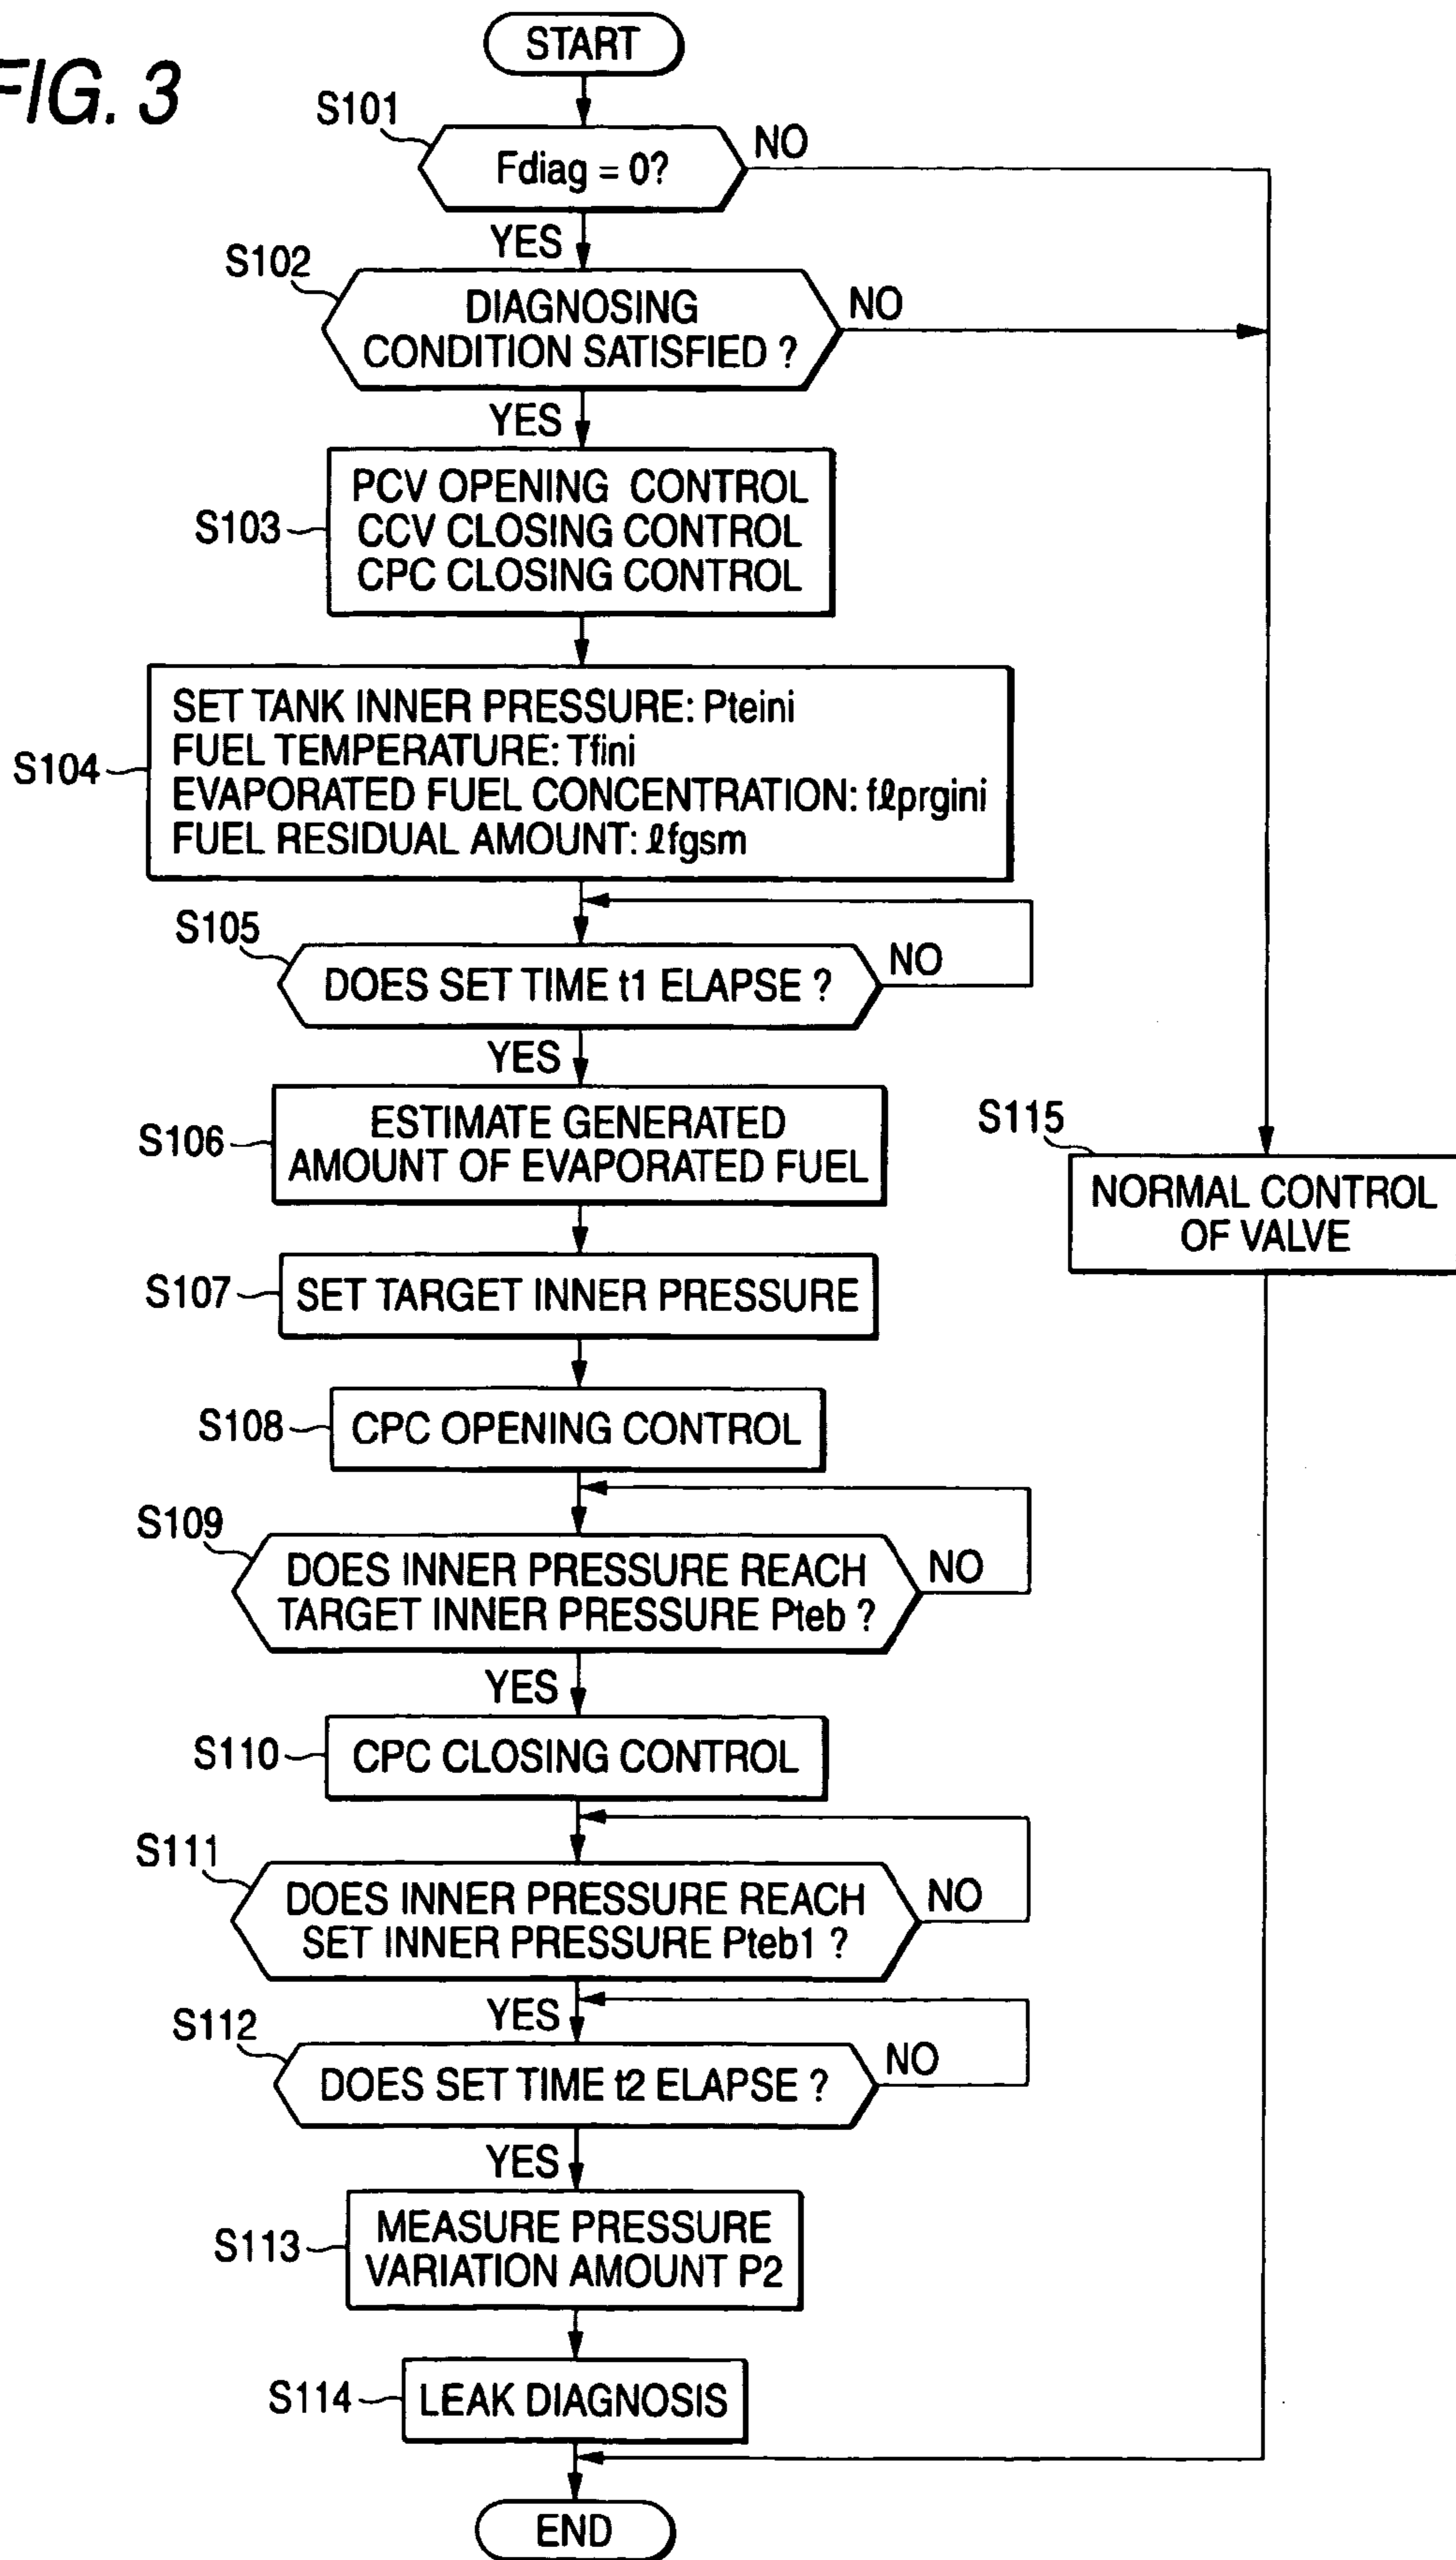 FIG. 3
START
S101
Fdiag = 0?
NO
YES
S102
DIAGNOSING
CONDITION SATISFIED ?
NO
YES
S103
PCV OPENING CONTROL
CCV CLOSING CONTROL
CPC CLOSING CONTROL
S104
SET TANK INNER PRESSURE: Pteini
FUEL TEMPERATURE: Tfini
EVAPORATED FUEL CONCENTRATION: fℓprgini
FUEL RESIDUAL AMOUNT: ℓfgsm
S105
DOES SET TIME t1 ELAPSE ?
NO
YES
S106
ESTIMATE GENERATED
AMOUNT OF EVAPORATED FUEL
S115
NORMAL CONTROL
OF VALVE
S107
SET TARGET INNER PRESSURE
S108
CPC OPENING CONTROL
S109
DOES INNER PRESSURE REACH
TARGET INNER PRESSURE Pteb ?
NO
YES
S110
CPC CLOSING CONTROL
S111
DOES INNER PRESSURE REACH
SET INNER PRESSURE Pteb1 ?
NO
YES
S112
DOES SET TIME t2 ELAPSE ?
NO
YES
S113
MEASURE PRESSURE
VARIATION AMOUNT P2
S114
LEAK DIAGNOSIS
END